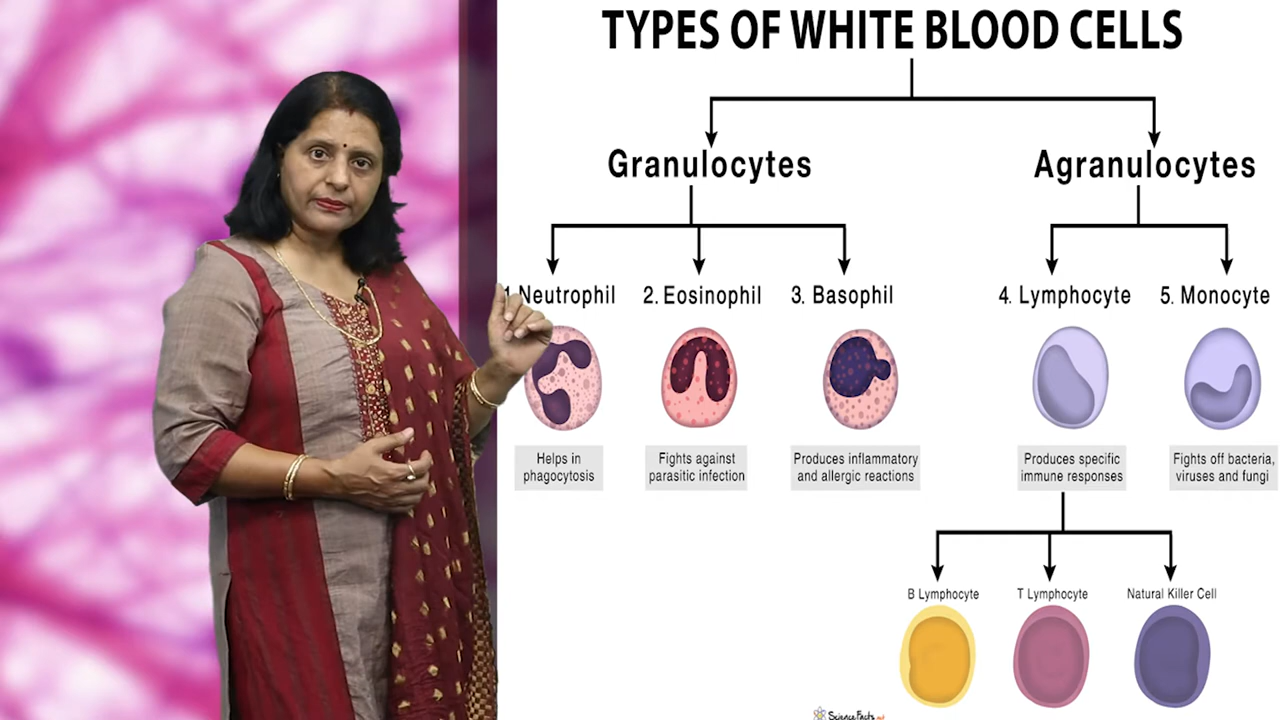 TYPES OF WHITE BLOOD CELLS
Granulocytes
Agranulocytes
1. Neutrophil
2. Eosinophil
3. Basophil
4. Lymphocyte
5. Monocyte
Helps in
phagocytosis
Fights against
parasitic infection
Produces inflammatory
and allergic reactions
Produces specific
immune responses
Fights off bacteria,
viruses and fungi
B Lymphocyte
T Lymphocyte
Natural Killer Cell
ScienceFacts.net